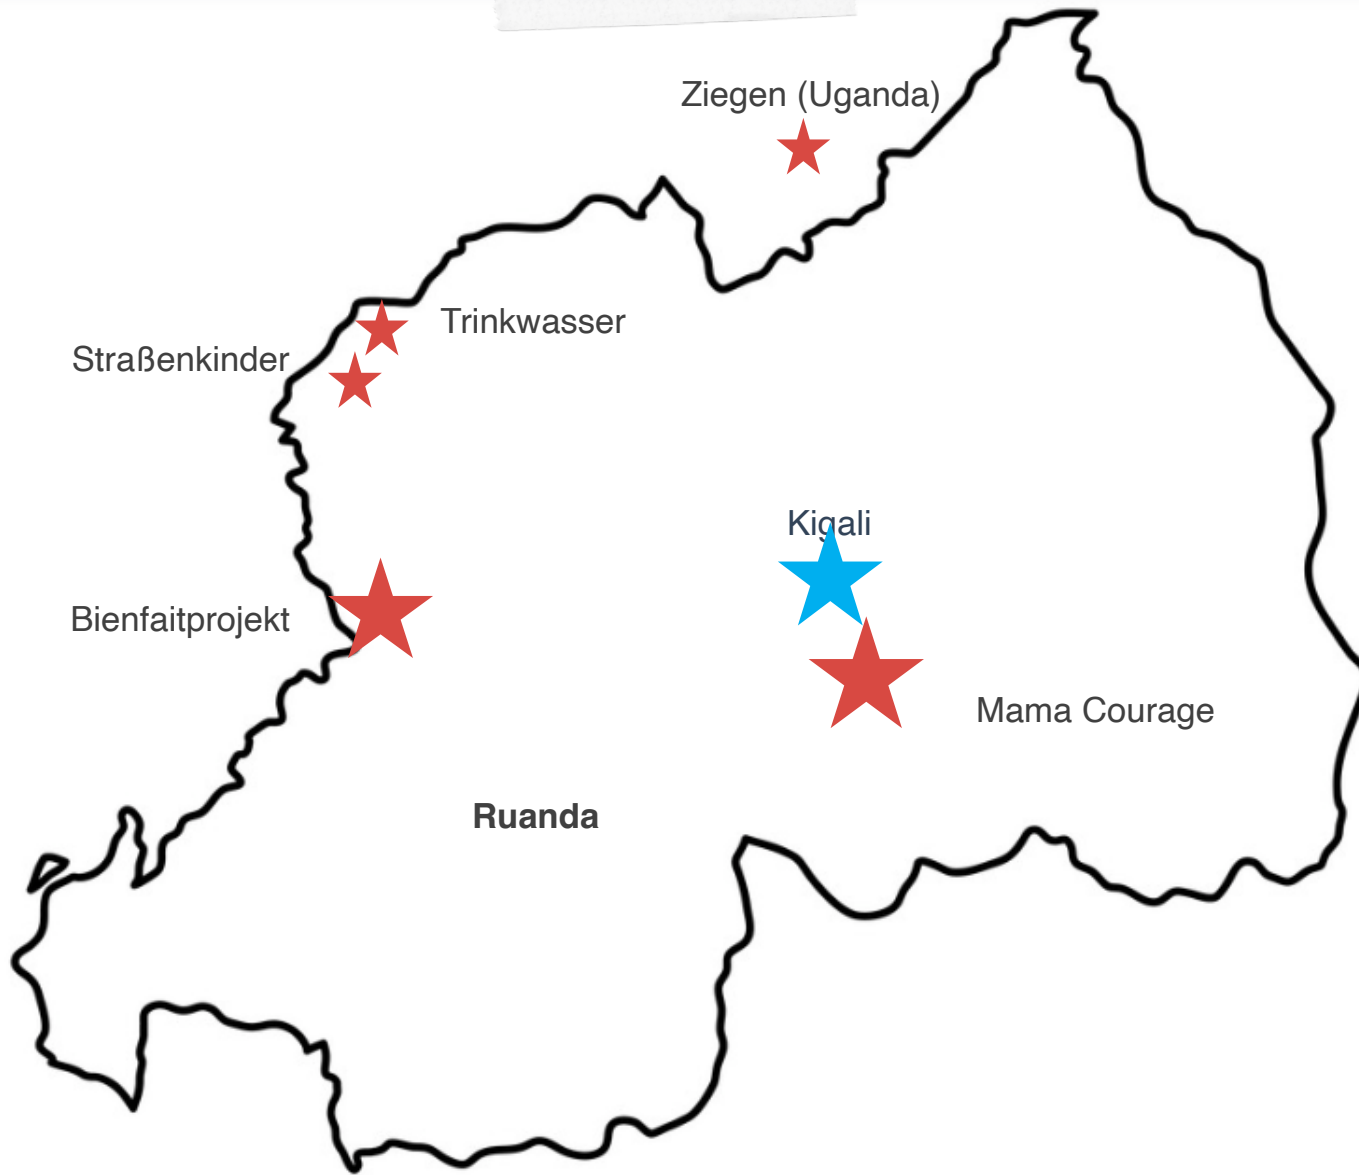 Ziegen (Uganda)
Trinkwasser
Straßenkinder
Kigali
Bienfaitprojekt
Mama Courage
Ruanda